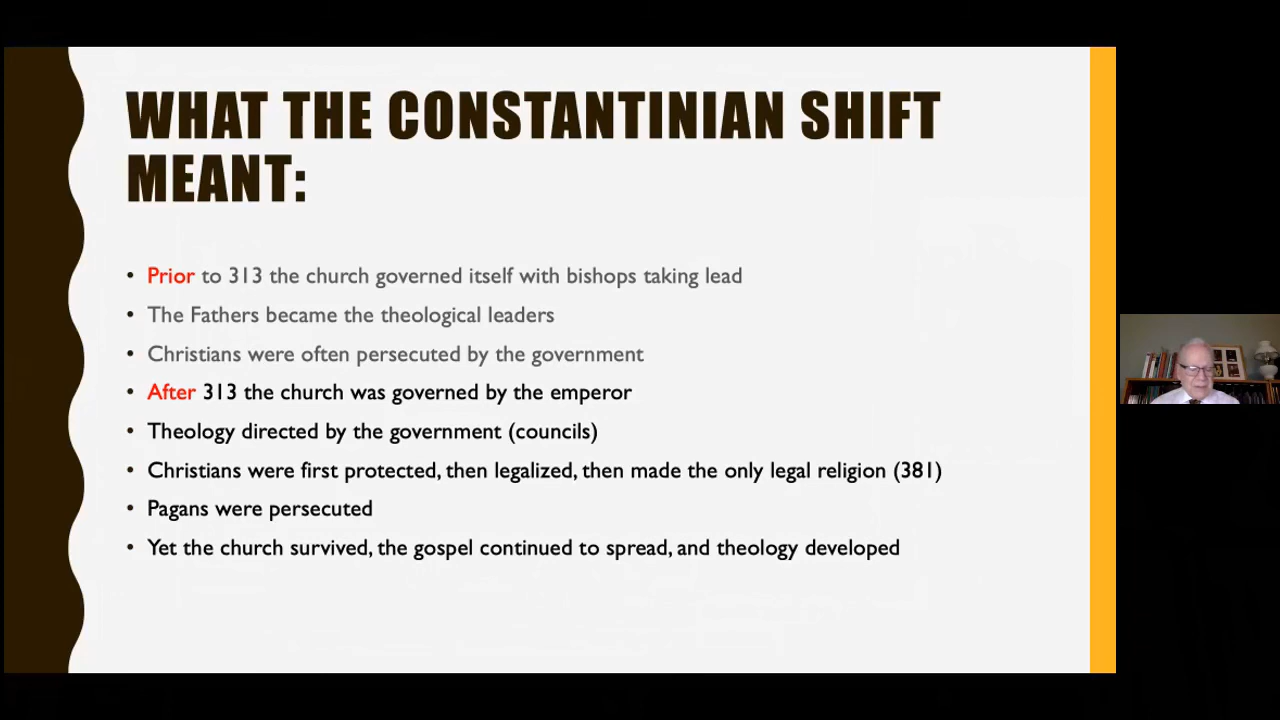 WHAT THE CONSTANTINIAN SHIFT
MEANT:
• Prior to 313 the church governed itself with bishops taking lead
• The Fathers became the theological leaders
• Christians were often persecuted by the government
• After 313 the church was governed by the emperor
• Theology directed by the government (councils)
• Christians were first protected, then legalized, then made the only legal religion (381)
• Pagans were persecuted
• Yet the church survived, the gospel continued to spread, and theology developed